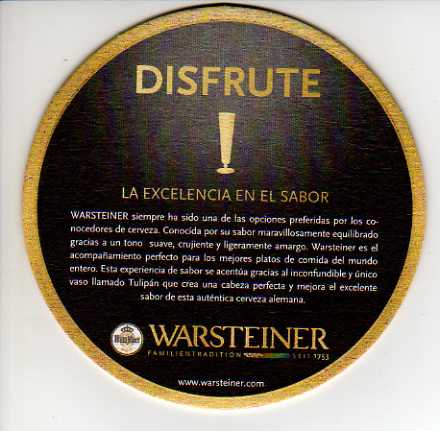 DISFRUTE
LA EXCELENCIA EN EL SABOR
WARSTEINER siempre ha sido una de las opciones preferidas por los co-
nocedores de cerveza. Conocida por su sabor maravillosamente equilibrado
gracias a un tono suave, crujiente y ligeramente amargo. Warsteiner es el
acompañamiento perfecto para los mejores platos de comida del mundo
entero. Esta experiencia de sabor se acentúa gracias al inconfundible y único
vaso llamado Tulipán que crea una cabeza perfecta y mejora el excelente
sabor de esta auténtica cerveza alemana.
WARSTEINER
FAMILIENTRADITION SEIT 1753
www.warsteiner.com